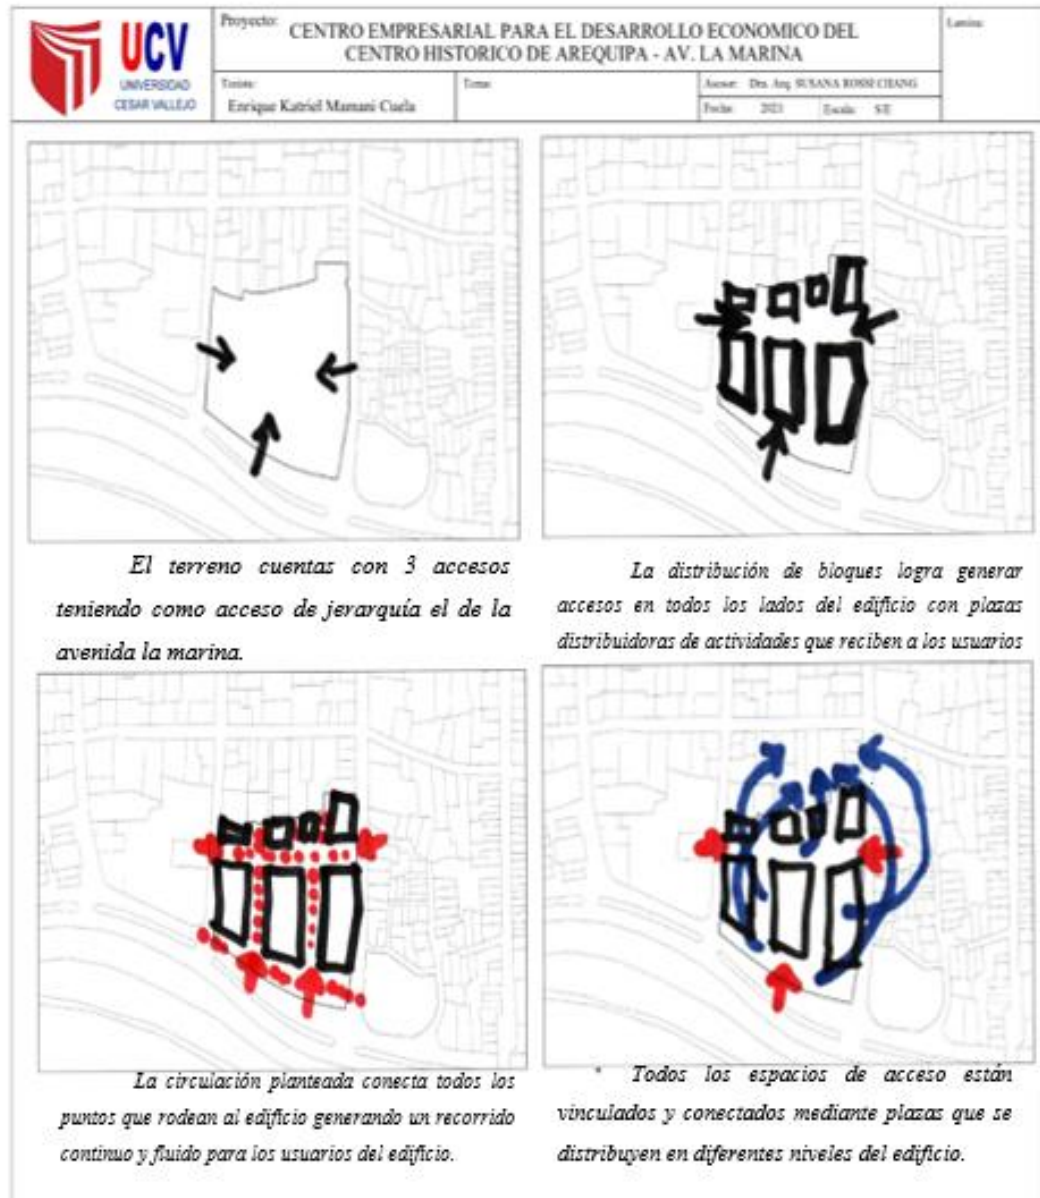 UCV
UNIVERSIDAD
CESAR VALLEJO
Proyecto:
CENTRO EMPRESARIAL PARA EL DESARROLLO ECONOMICO DEL
CENTRO HISTORICO DE AREQUIPA - AV. LA MARINA
Lamina:
Tesista:
Enrique Katriel Mamani Cuela
Tema:
Asesor: Dra. Arq. SUSANA ROSSI CHANG
Fecha: 2021 Escala: S/E
El terreno cuentas con 3 accesos
teniendo como acceso de jerarquía el de la
avenida la marina.
La distribución de bloques logra generar
accesos en todos los lados del edificio con plazas
distribuidoras de actividades que reciben a los usuarios
La circulación planteada conecta todos los
puntos que rodean al edificio generando un recorrido
continuo y fluido para los usuarios del edificio.
Todos los espacios de acceso están
vinculados y conectados mediante plazas que se
distribuyen en diferentes niveles del edificio.